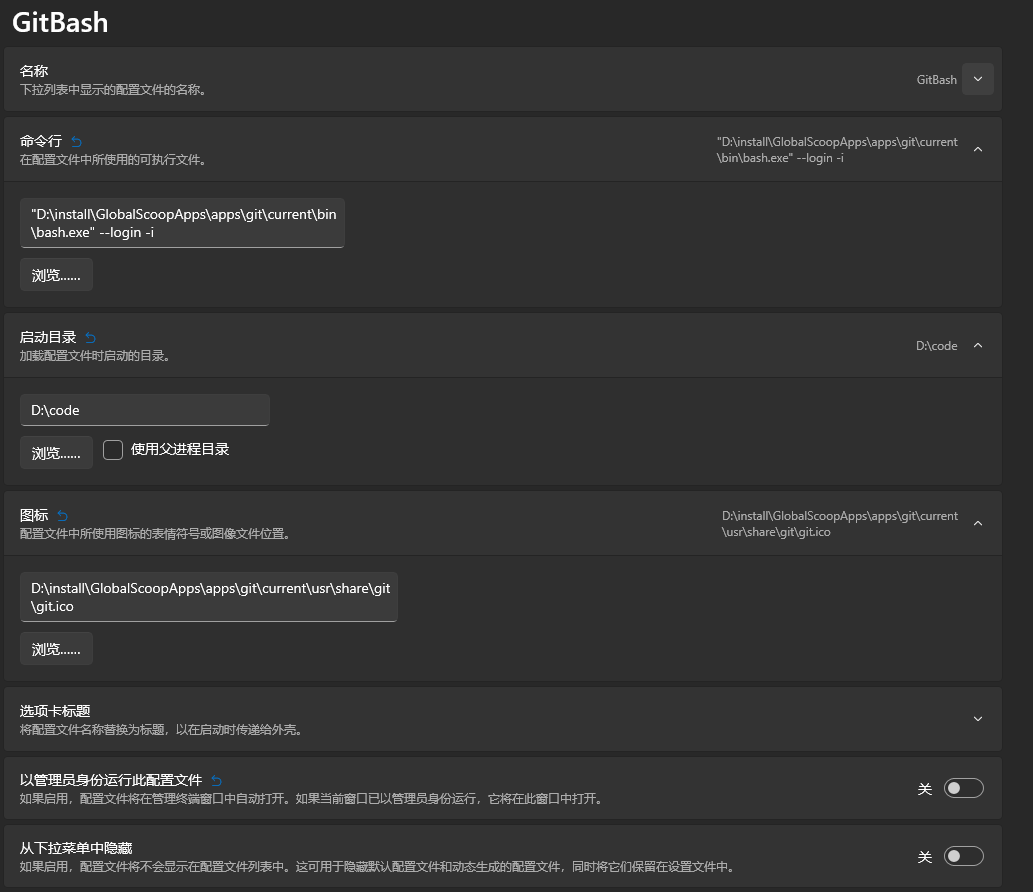 GitBash
名称
下拉列表中显示的配置文件的名称。
GitBash
命令行
在配置文件中所使用的可执行文件。
"D:\install\GlobalScoopApps\apps\git\current
\bin\bash.exe" --login -i
"D:\install\GlobalScoopApps\apps\git\current\bin
\bash.exe" --login -i
浏览......
启动目录
加载配置文件时启动的目录。
D:\code
D:\code
浏览......
使用父进程目录
图标
配置文件中所使用图标的表情符号或图像文件位置。
D:\install\GlobalScoopApps\apps\git\current
\usr\share\git\git.ico
D:\install\GlobalScoopApps\apps\git\current\usr\share\git
\git.ico
浏览......
选项卡标题
将配置文件名称替换为标题，以在启动时传递给外壳。
以管理员身份运行此配置文件
如果启用，配置文件将在管理终端窗口中自动打开。如果当前窗口已以管理员身份运行，它将在此窗口中打开。
关
从下拉菜单中隐藏
如果启用，配置文件将不会显示在配置文件列表中。这可用于隐藏默认配置文件和动态生成的配置文件，同时将它们保留在设置文件中。
关